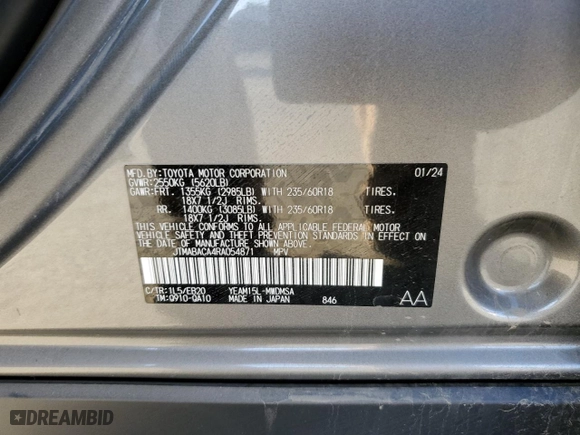 MFD.BY:TOYOTA MOTOR CORPORATION 01/24
GVWR:2550KG (5620LB)
GAWR:FRT. 1355KG (2985LB) WITH 235/60R18 TIRES.
18X7 1/2J RIMS.
RR. 1400KG (3085LB) WITH 235/60R18 TIRES.
18X7 1/2J RIMS.
THIS VEHICLE CONFORMS TO ALL APPLICABLE FEDERAL MOTOR
VEHICLE SAFETY AND THEFT PREVENTION STANDARDS IN EFFECT
ON THE DATE OF MANUFACTURE SHOWN ABOVE.
JTMABACA4RA054871 MPV
C/TR:1L5/EB20 YEAM15L-MWDMSA
TM:Q910-QA10 MADE IN JAPAN 846 AA
DREAMBID